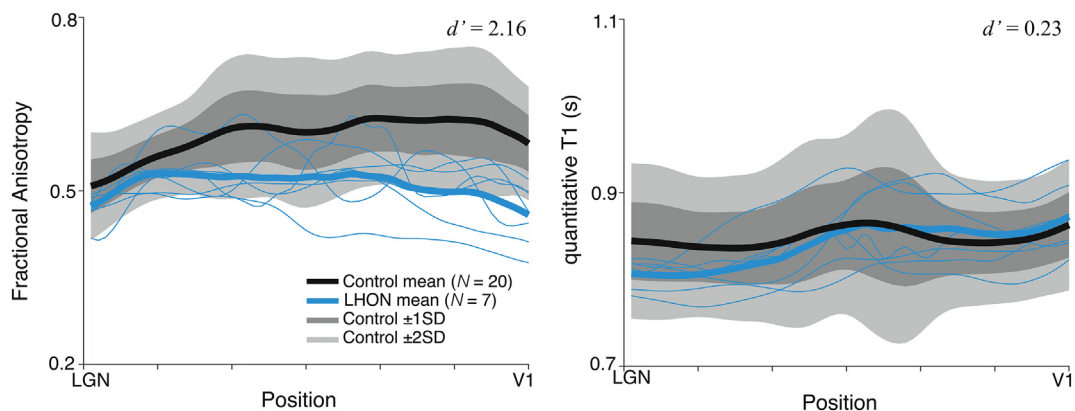 0.8
d' = 2.16
Fractional Anisotropy
0.5
Control mean (N = 20)
LHON mean (N = 7)
Control ±1SD
Control ±2SD
0.2
LGN
V1
Position
1.1
d' = 0.23
quantitative T1 (s)
0.9
0.7
LGN
V1
Position